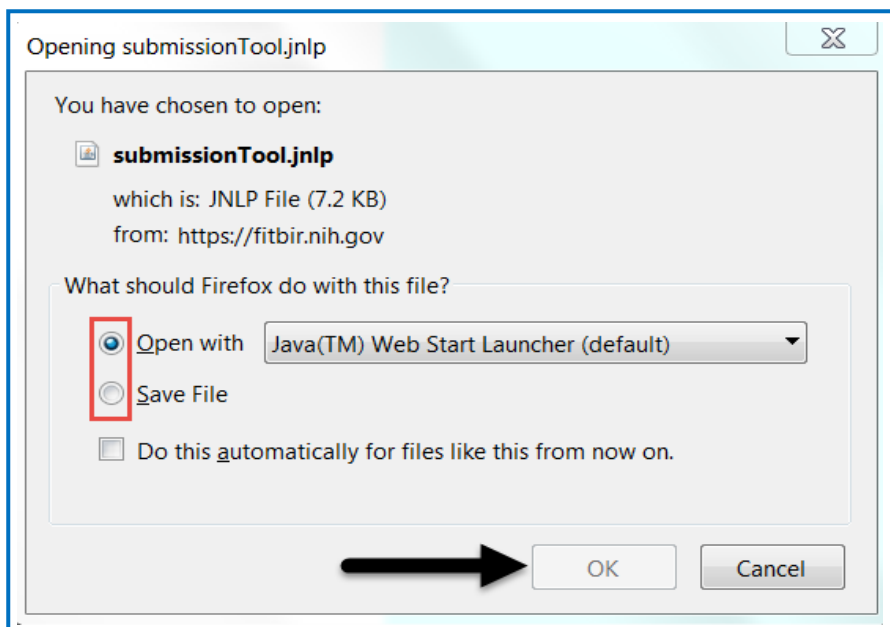 Opening submissionTool.jnlp
You have chosen to open:
submissionTool.jnlp
which is: JNLP File (7.2 KB)
from: https://fitbir.nih.gov
What should Firefox do with this file?
Open with Java(TM) Web Start Launcher (default)
Save File
Do this automatically for files like this from now on.
OK Cancel